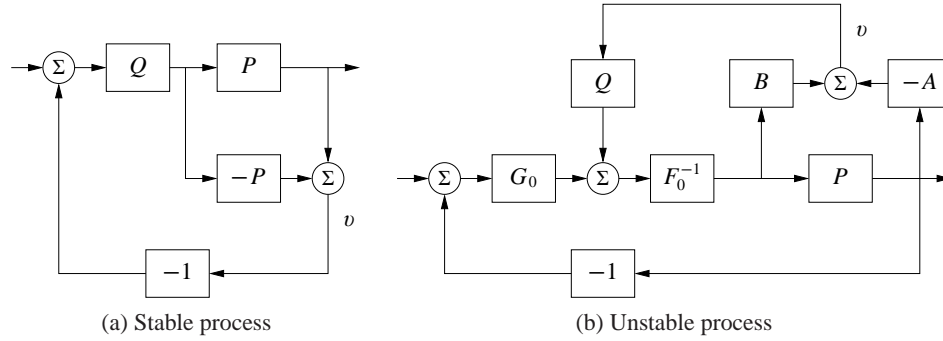 Σ Q P
−P Σ
v
−1
(a) Stable process
v
Q B Σ −A
Σ G₀ Σ F₀⁻¹ P
−1
(b) Unstable process